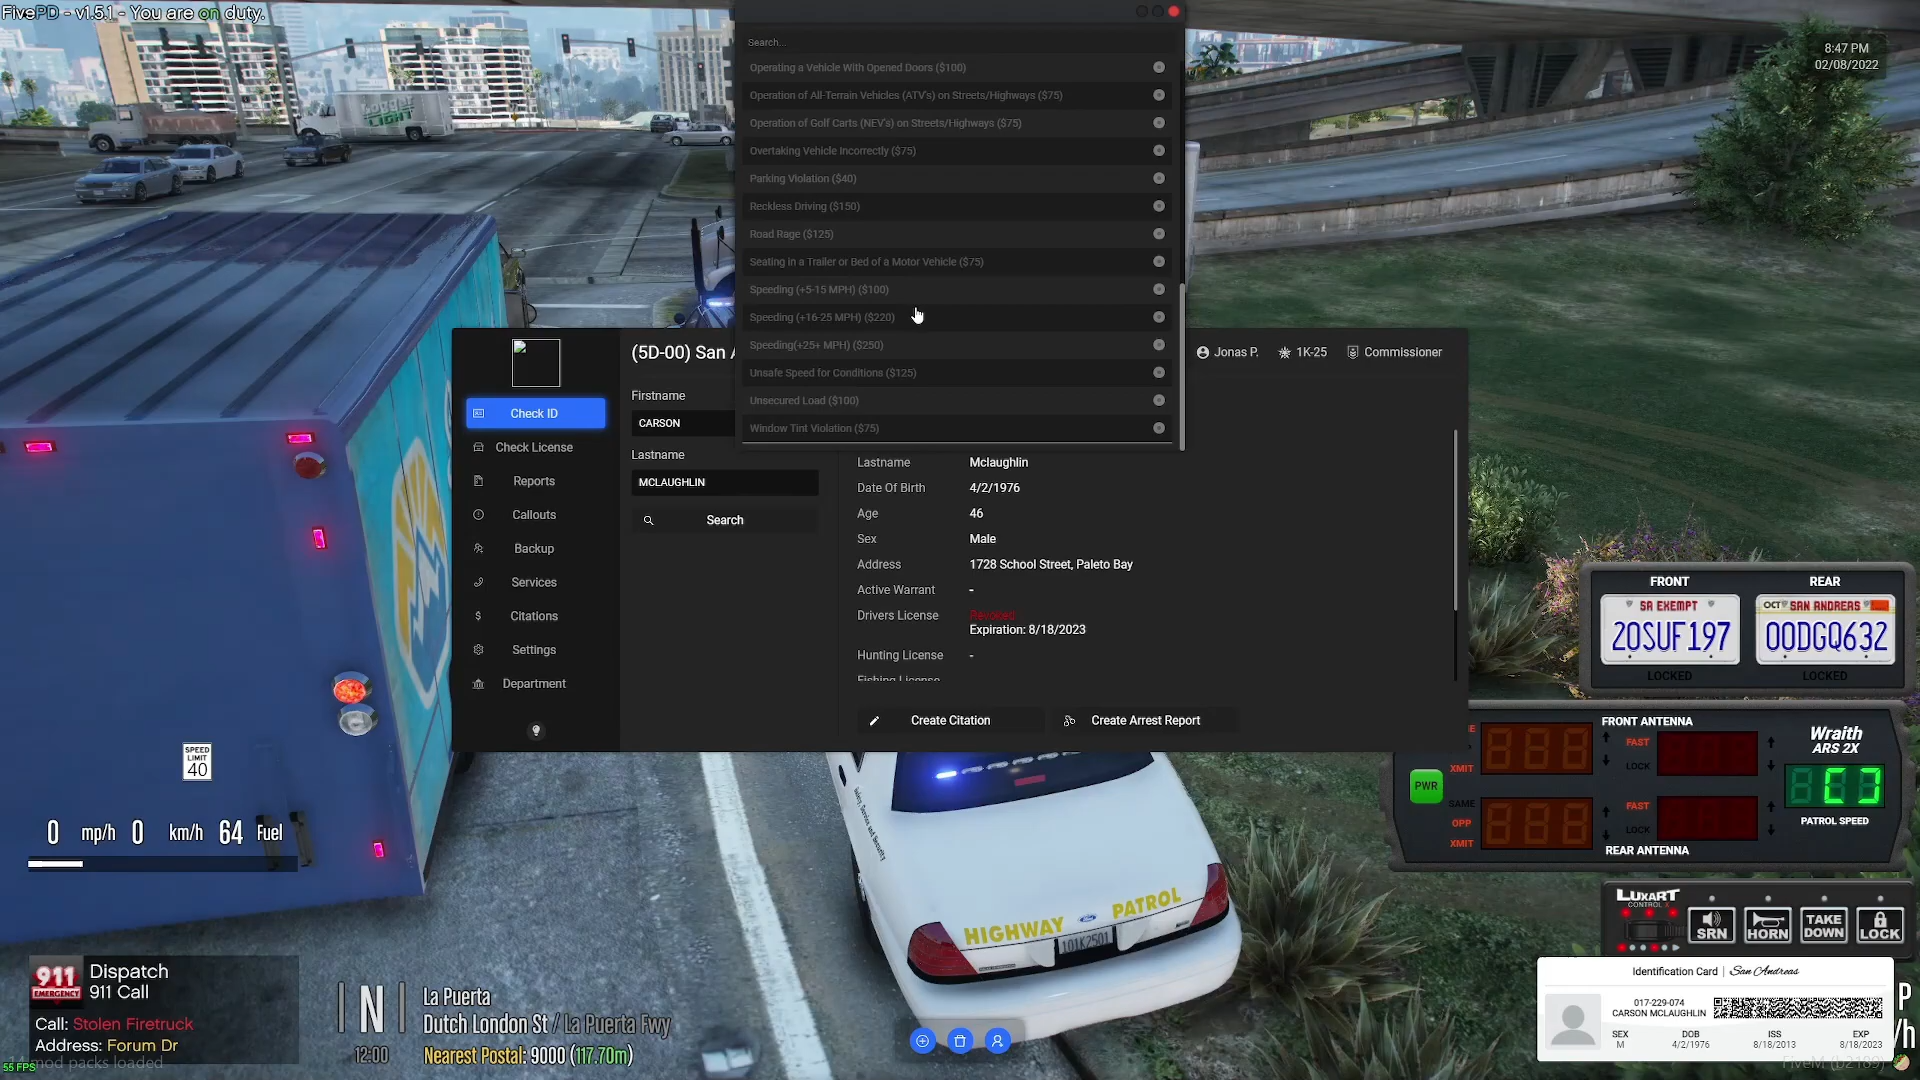 FivePD - v1.5.1 - You are on duty.
8:47 PM
02/08/2022
Search...
Operating a Vehicle With Opened Doors ($100)
Operation of All-Terrain Vehicles (ATV's) on Streets/Highways ($75)
Operation of Golf Carts (NEV's) on Streets/Highways ($75)
Overtaking Vehicle Incorrectly ($75)
Parking Violation ($40)
Reckless Driving ($150)
Road Rage ($125)
Seating in a Trailer or Bed of a Motor Vehicle ($75)
Speeding (+5-15 MPH) ($100)
Speeding (+16-25 MPH) ($220)
Speeding(+25+ MPH) ($250)
Unsafe Speed for Conditions ($125)
Unsecured Load ($100)
Window Tint Violation ($75)
Logger
LIGHT
(5D-00) San
Jonas P.
1K-25
Commissioner
Check ID
Check License
Reports
Callouts
Backup
Services
Citations
Settings
Department
Firstname
CARSON
Lastname
MCLAUGHLIN
Search
Lastname Mclaughlin
Date Of Birth 4/2/1976
Age 46
Sex Male
Address 1728 School Street, Paleto Bay
Active Warrant -
Drivers License Revoked
Expiration: 8/18/2023
Hunting License -
Fishing License
Create Citation
Create Arrest Report
FRONT
REAR
SA EXEMPT
20SUF197
OCT SAN ANDREAS
00DGQ632
LOCKED
LOCKED
FRONT ANTENNA
FAST
LOCK
XMIT
PWR
SAME
OPP
XMIT
FAST
LOCK
REAR ANTENNA
Wraith
ARS 2X
PATROL SPEED
LUXART
CONTROL
SRN
HORN
TAKE DOWN
LOCK
SPEED
LIMIT
40
0 mp/h 0 km/h 64 Fuel
HIGHWAY PATROL
101K2501
911
EMERGENCY
Dispatch
911 Call
Call: Stolen Firetruck
Address: Forum Dr
mod packs loaded
55 FPS
N
12:00
La Puerta
Dutch London St / La Puerta Fwy
Nearest Postal: 9000 (117.70m)
Identification Card | San Andreas
017-229-074
CARSON MCLAUGHLIN
SEX
M
DOB
4/2/1976
ISS
8/18/2013
EXP
8/18/2023